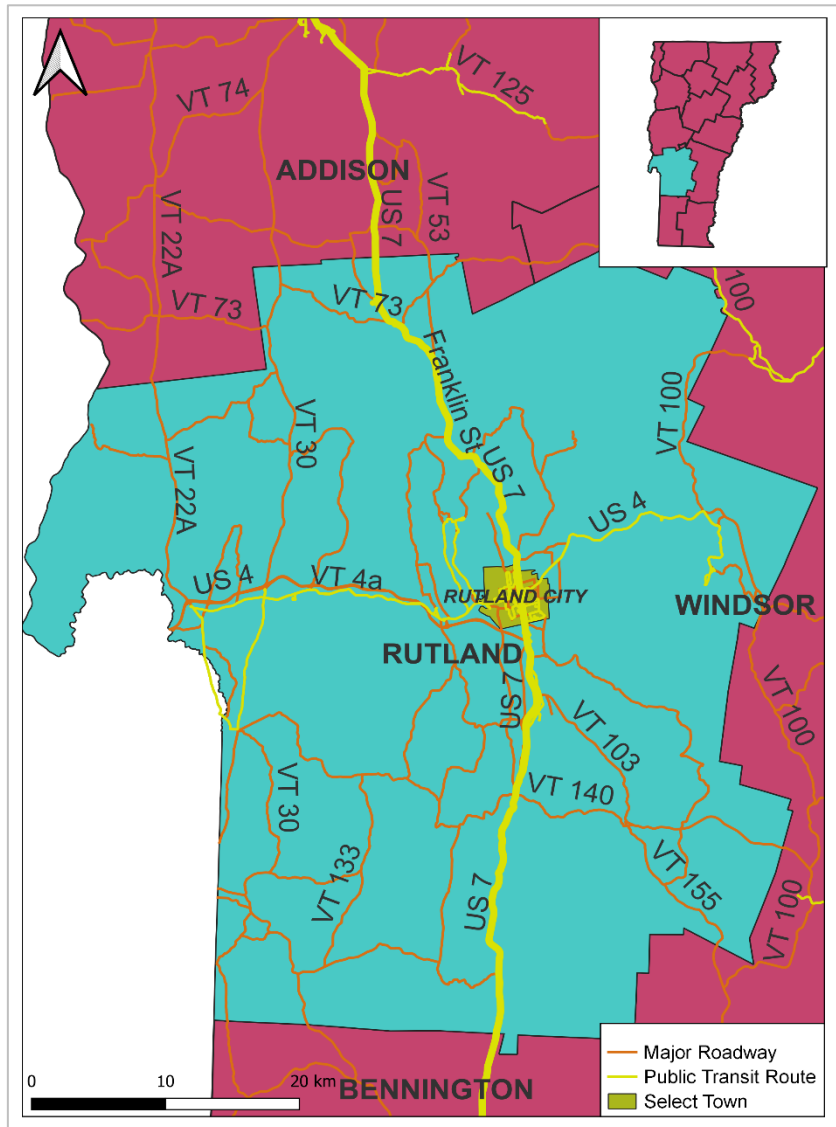 VT 125
VT 74
ADDISON
US 7
VT 53
VT 22A
100
VT 73
VT 73
Franklin St
VT 100
VT 30
US 7
VT 22A
US 4
US 4
VT 4a
RUTLAND CITY
WINDSOR
RUTLAND
US 7
VT 100
VT 103
VT 140
VT 30
VT 133
VT 155
US 7
VT 100
Major Roadway
Public Transit Route
Select Town
0 10 20 km
BENNINGTON